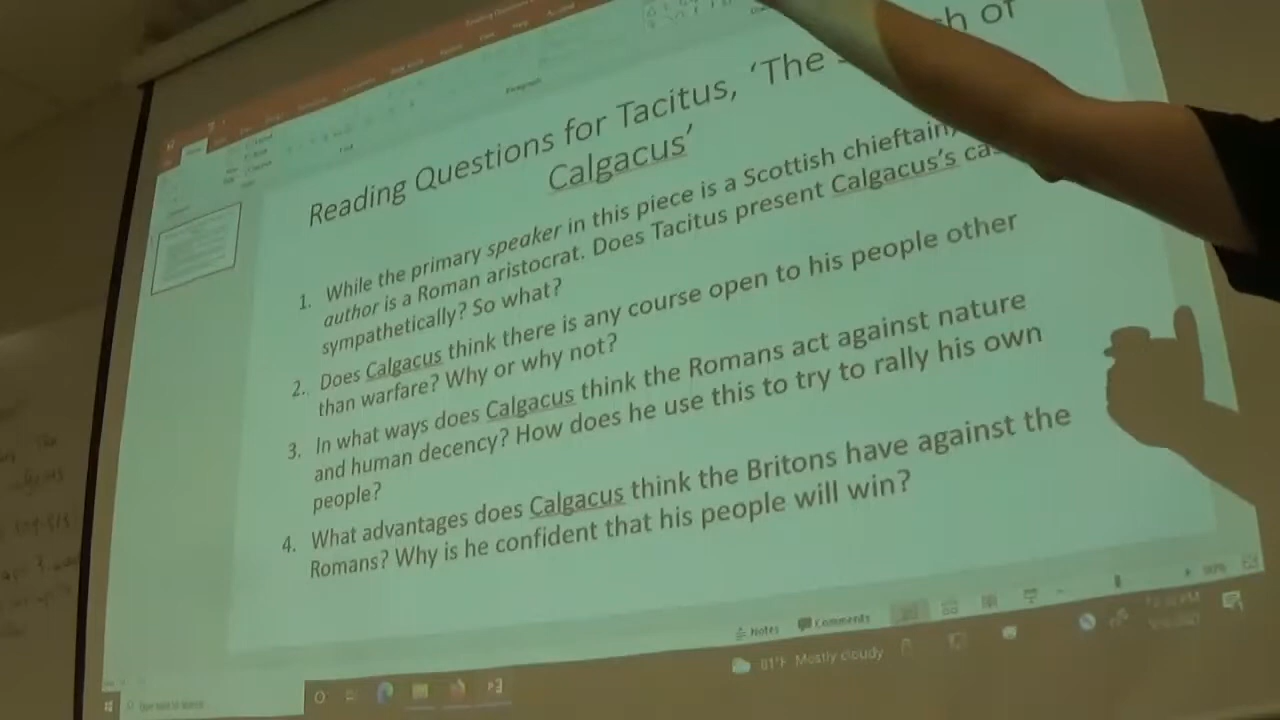 Reading Questions for Tacitus, 'The
of
Calgacus'
1. While the primary speaker in this piece is a Scottish chieftain,
author is a Roman aristocrat. Does Tacitus present Calgacus's
sympathetically? So what?
2. Does Calgacus think there is any course open to his people other
than warfare? Why or why not?
3. In what ways does Calgacus think the Romans act against nature
and human decency? How does he use this to try to rally his own
people?
4. What advantages does Calgacus think the Britons have against the
Romans? Why is he confident that his people will win?
Notes Comments
81°F Mostly cloudy